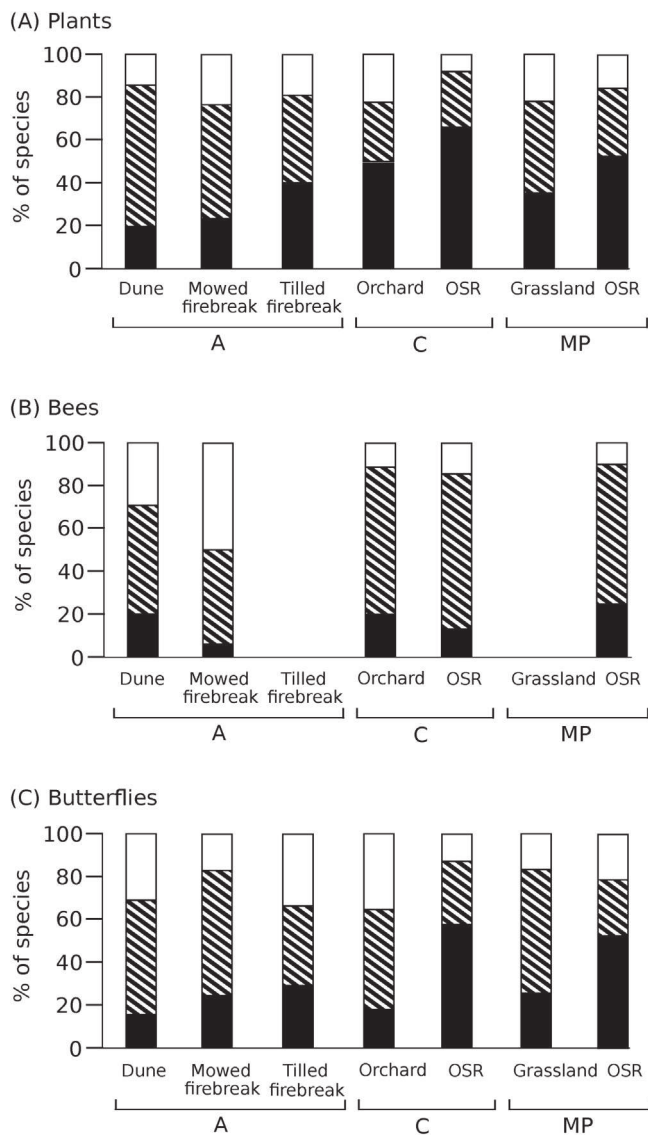 (A) Plants
% of species
100
80
60
40
20
0
Dune Mowed firebreak Tilled firebreak Orchard OSR Grassland OSR
A C MP
(B) Bees
% of species
100
80
60
40
20
0
Dune Mowed firebreak Tilled firebreak Orchard OSR Grassland OSR
A C MP
(C) Butterflies
% of species
100
80
60
40
20
0
Dune Mowed firebreak Tilled firebreak Orchard OSR Grassland OSR
A C MP